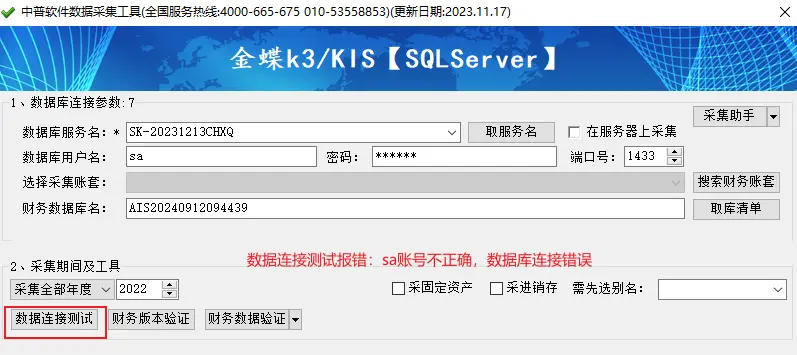 中普软件数据采集工具(全国服务热线:4000-665-675 010-53558853)(更新日期:2023.11.17)
金蝶k3/KIS【SQLServer】
1、数据库连接参数:7
采集助手
数据库服务名：* SK-20231213CHXQ 取服务名 在服务器上采集
数据库用户名： sa 密码： ****** 端口号： 1433
选择采集账套： 搜索财务账套
财务数据库名： AIS20240912094439 取库清单
数据连接测试报错：sa账号不正确，数据库连接错误
2、采集期间及工具
采集全部年度 2022 采固定资产 采进销存 需先选别名：
数据连接测试 财务版本验证 财务数据验证